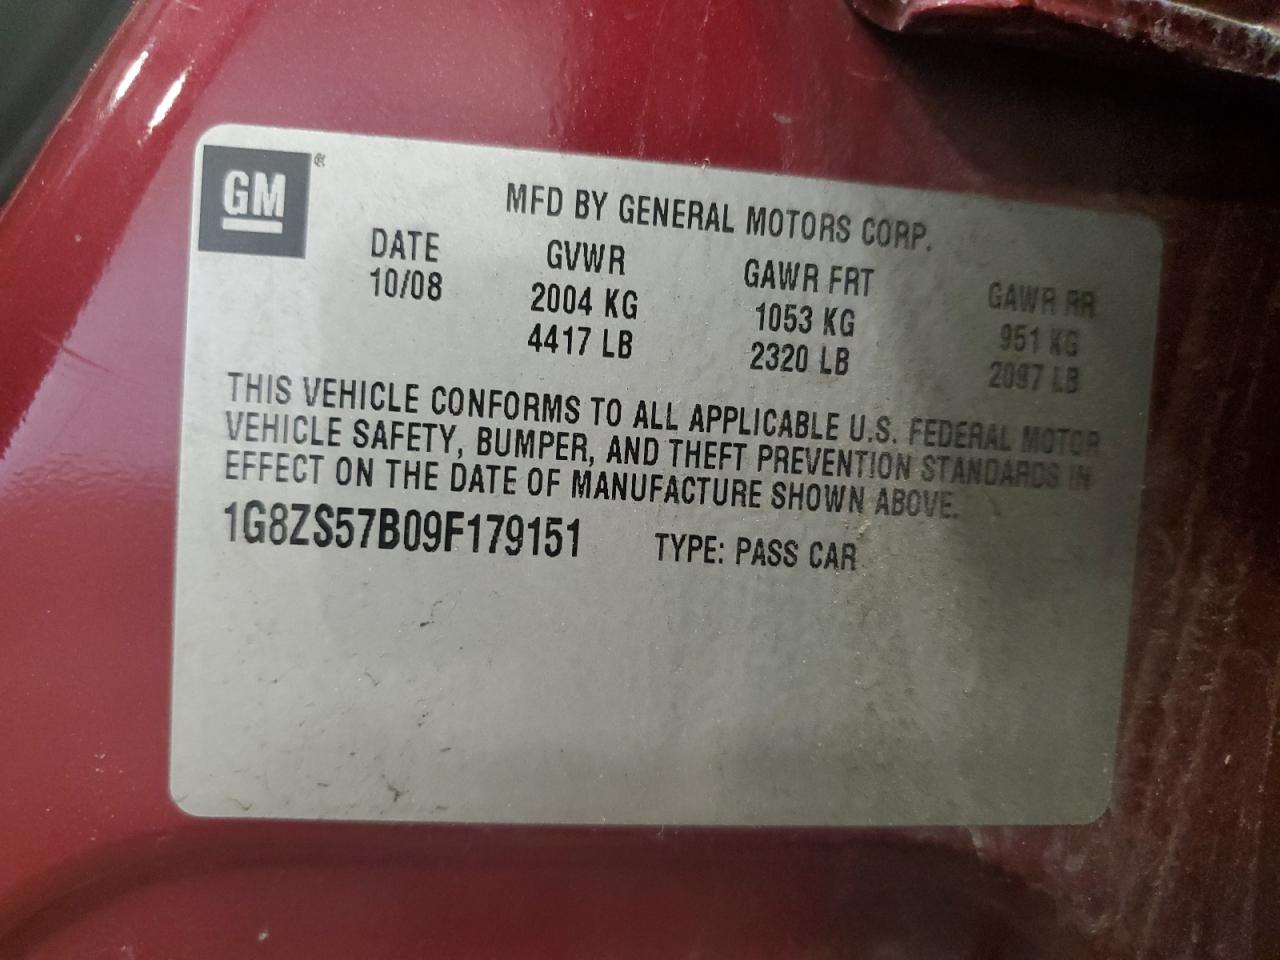 GM
MFD BY GENERAL MOTORS CORP.
DATE GVWR GAWR FRT GAWR RR
10/08 2004 KG 1053 KG 951 KG
4417 LB 2320 LB 2097 LB
THIS VEHICLE CONFORMS TO ALL APPLICABLE U.S. FEDERAL MOTOR
VEHICLE SAFETY, BUMPER, AND THEFT PREVENTION STANDARDS IN
EFFECT ON THE DATE OF MANUFACTURE SHOWN ABOVE.
1G8ZS57B09F179151 TYPE: PASS CAR